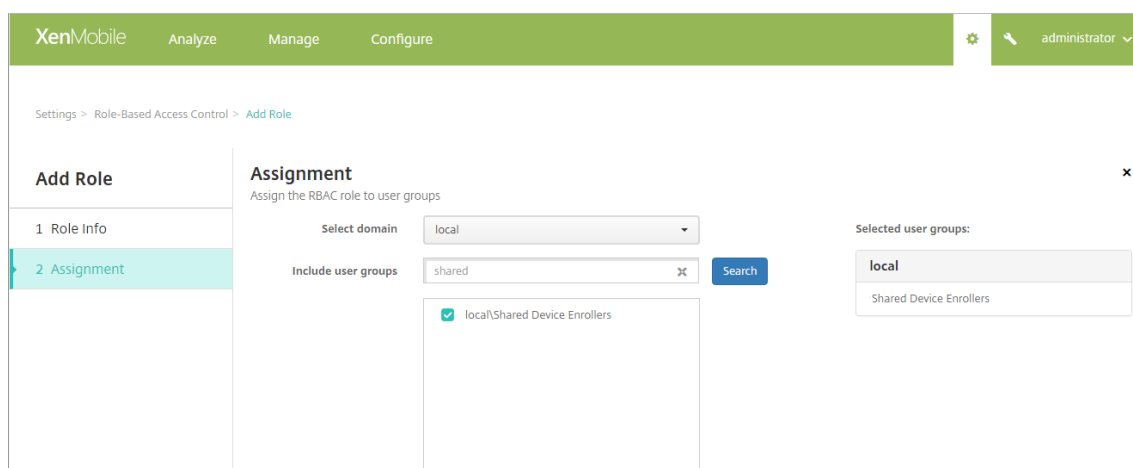 XenMobile Analyze Manage Configure administrator
Settings > Role-Based Access Control > Add Role
Add Role
1 Role Info
2 Assignment
Assignment
Assign the RBAC role to user groups
Select domain local
Include user groups shared Search
local\Shared Device Enrollers
Selected user groups:
local
Shared Device Enrollers